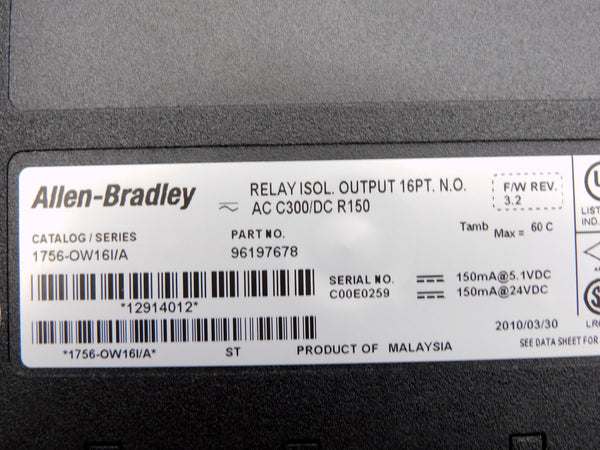 Allen-Bradley
RELAY ISOL. OUTPUT 16PT. N.O.
AC C300/DC R150
F/W REV.
3.2
Tamb Max = 60 C
CATALOG / SERIES
1756-OW16I/A
PART NO.
96197678
*12914012*
SERIAL NO.
C00E0259
150mA@5.1VDC
150mA@24VDC
2010/03/30
*1756-OW16I/A*
ST
PRODUCT OF MALAYSIA
SEE DATA SHEET FOR
LIST
IND.